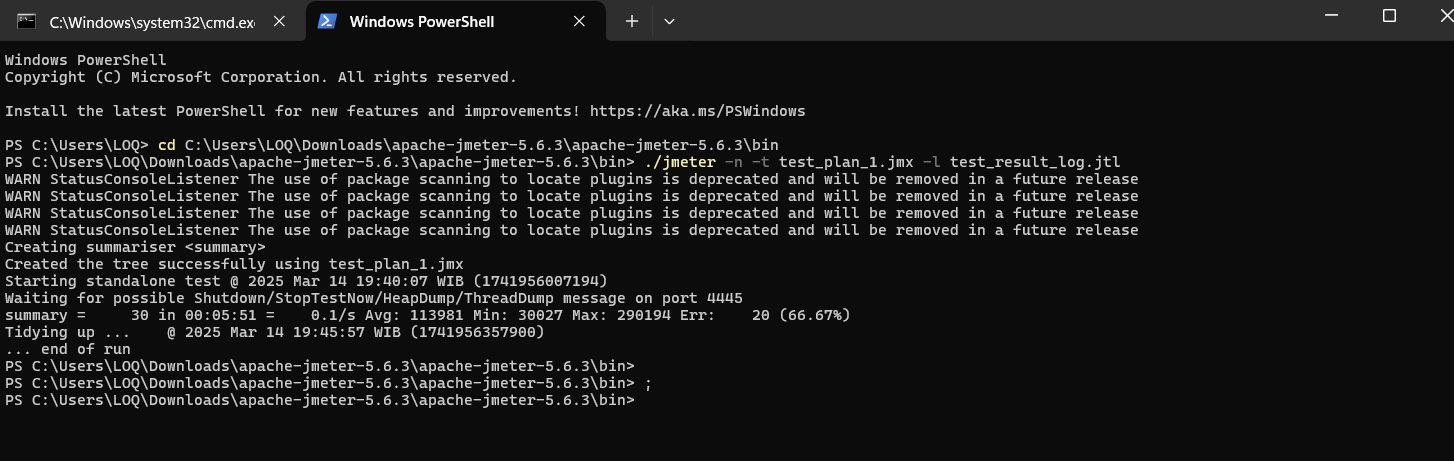 C:\Windows\system32\cmd.ex
Windows PowerShell
Windows PowerShell
Copyright (C) Microsoft Corporation. All rights reserved.
Install the latest PowerShell for new features and improvements! https://aka.ms/PSWindows
PS C:\Users\LOQ> cd C:\Users\LOQ\Downloads\apache-jmeter-5.6.3\apache-jmeter-5.6.3\bin
PS C:\Users\LOQ\Downloads\apache-jmeter-5.6.3\apache-jmeter-5.6.3\bin> ./jmeter -n -t test_plan_1.jmx -l test_result_log.jtl
WARN StatusConsoleListener The use of package scanning to locate plugins is deprecated and will be removed in a future release
WARN StatusConsoleListener The use of package scanning to locate plugins is deprecated and will be removed in a future release
WARN StatusConsoleListener The use of package scanning to locate plugins is deprecated and will be removed in a future release
WARN StatusConsoleListener The use of package scanning to locate plugins is deprecated and will be removed in a future release
Creating summariser <summary>
Created the tree successfully using test_plan_1.jmx
Starting standalone test @ 2025 Mar 14 19:40:07 WIB (1741956007194)
Waiting for possible Shutdown/StopTestNow/HeapDump/ThreadDump message on port 4445
summary =     30 in 00:05:51 =    0.1/s Avg: 113981 Min: 30027 Max: 290194 Err:    20 (66.67%)
Tidying up ...    @ 2025 Mar 14 19:45:57 WIB (1741956357900)
... end of run
PS C:\Users\LOQ\Downloads\apache-jmeter-5.6.3\apache-jmeter-5.6.3\bin>
PS C:\Users\LOQ\Downloads\apache-jmeter-5.6.3\apache-jmeter-5.6.3\bin> ;
PS C:\Users\LOQ\Downloads\apache-jmeter-5.6.3\apache-jmeter-5.6.3\bin>